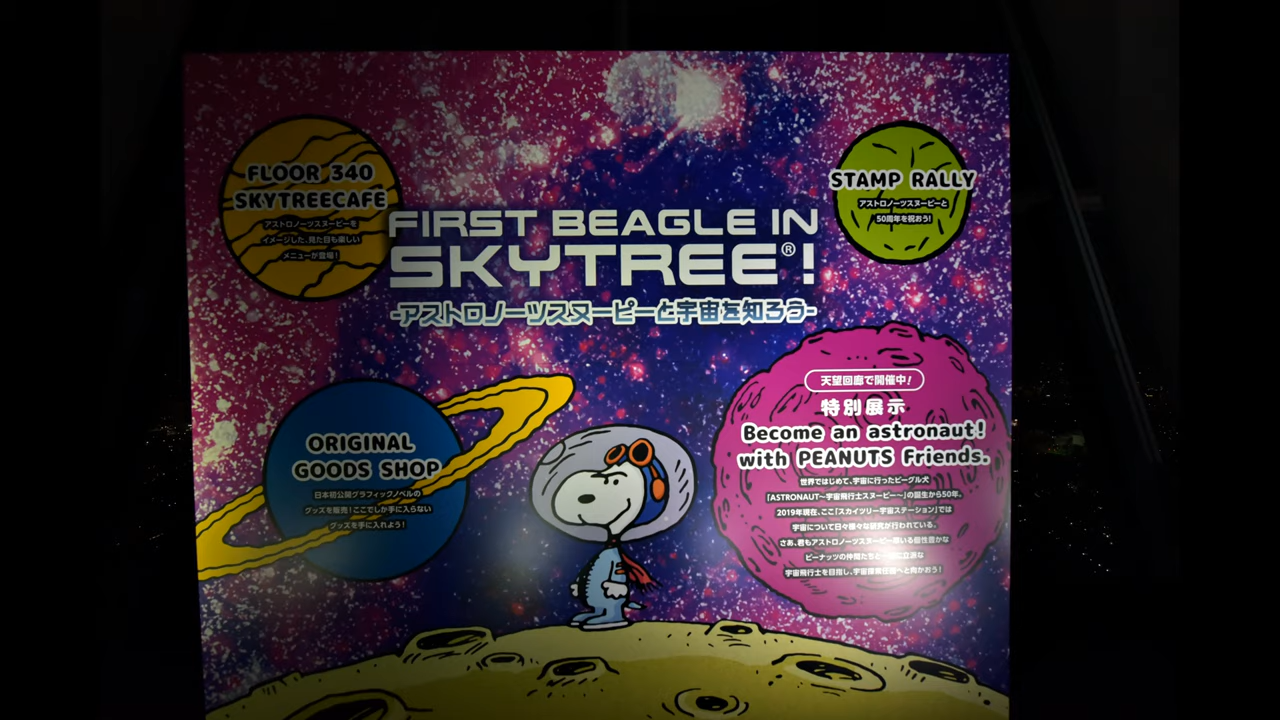 FLOOR 340
SKYTREECAFE
アストロノーツスヌーピーを
イメージした、見た目も楽しい
メニューが登場！
FIRST BEAGLE IN
SKYTREE®!
-アストロノーツスヌーピーと宇宙を知ろう-
STAMP RALLY
アストロノーツスヌーピーと
50周年を祝おう!
ORIGINAL
GOODS SHOP
日本初公開グラフィックノベルの
グッズを販売！ここでしか手に入らない
グッズを手に入れよう！
天望回廊で開催中！
特別展示
Become an astronaut!
with PEANUTS Friends.
世界ではじめて、宇宙に行ったビーグル犬
「ASTRONAUT～宇宙飛行士スヌーピー～」の誕生から50年。
2019年現在、ここ「スカイツリー宇宙ステーション」では
宇宙について日々様々な研究が行われている。
さあ、君もアストロノーツスヌーピー率いる個性豊かな
ピーナッツの仲間たちと一緒に立派な
宇宙飛行士を目指し、宇宙探索任務へと向かおう！